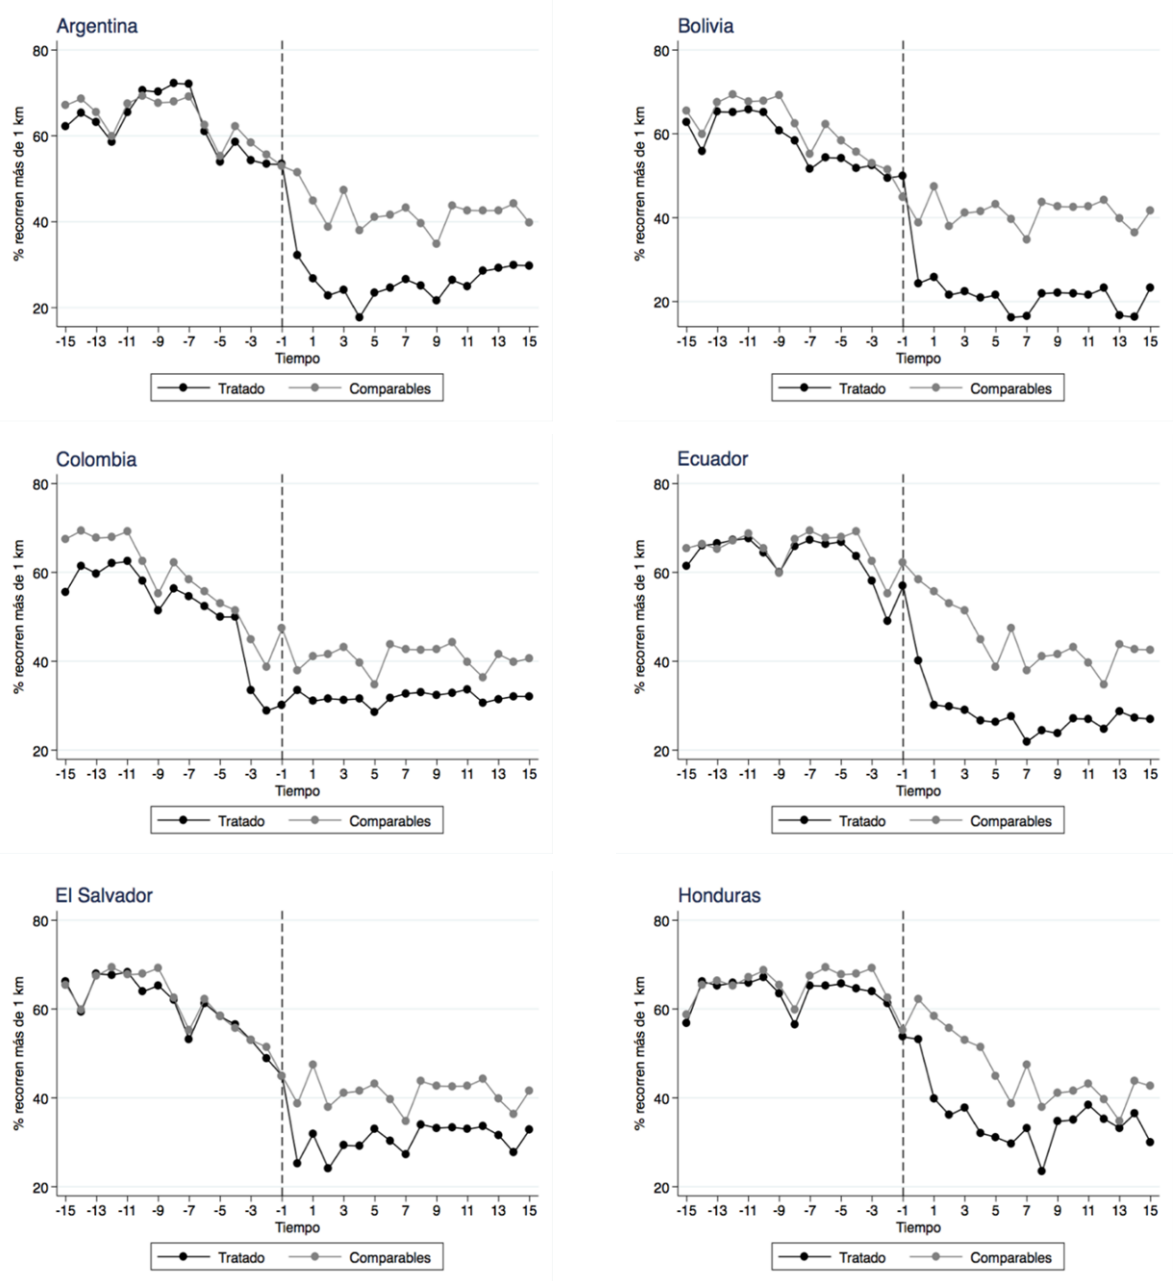 Argentina
% recorren más de 1 km
80
60
40
20
-15 -13 -11 -9 -7 -5 -3 -1 1 3 5 7 9 11 13 15
Tiempo
Tratado Comparables
Bolivia
% recorren más de 1 km
80
60
40
20
-15 -13 -11 -9 -7 -5 -3 -1 1 3 5 7 9 11 13 15
Tiempo
Tratado Comparables
Colombia
% recorren más de 1 km
80
60
40
20
-15 -13 -11 -9 -7 -5 -3 -1 1 3 5 7 9 11 13 15
Tiempo
Tratado Comparables
Ecuador
% recorren más de 1 km
80
60
40
20
-15 -13 -11 -9 -7 -5 -3 -1 1 3 5 7 9 11 13 15
Tiempo
Tratado Comparables
El Salvador
% recorren más de 1 km
80
60
40
20
-15 -13 -11 -9 -7 -5 -3 -1 1 3 5 7 9 11 13 15
Tiempo
Tratado Comparables
Honduras
% recorren más de 1 km
80
60
40
20
-15 -13 -11 -9 -7 -5 -3 -1 1 3 5 7 9 11 13 15
Tiempo
Tratado Comparables